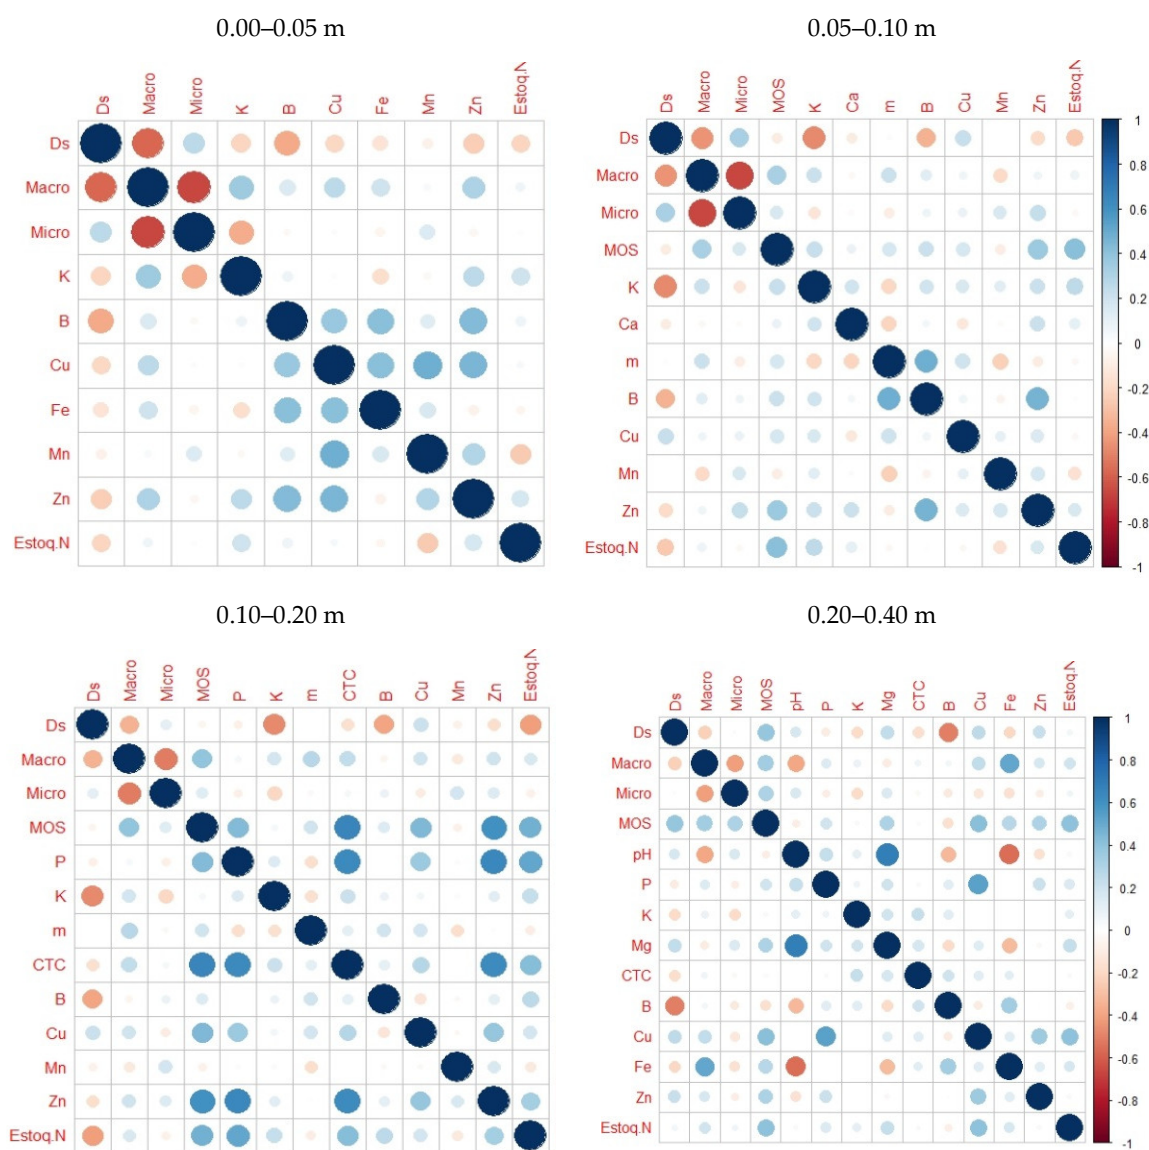 0.00–0.05 m
0.05–0.10 m
Ds Macro Micro K B Cu Fe Mn Zn Estoq.N
Ds
Macro
Micro
K
B
Cu
Fe
Mn
Zn
Estoq.N
Ds Macro Micro MOS K Ca m B Cu Mn Zn Estoq.N
Ds
Macro
Micro
MOS
K
Ca
m
B
Cu
Mn
Zn
Estoq.N
1
0.8
0.6
0.4
0.2
0
-0.2
-0.4
-0.6
-0.8
-1
0.10–0.20 m
0.20–0.40 m
Ds Macro Micro MOS P K m CTC B Cu Mn Zn Estoq.N
Ds
Macro
Micro
MOS
P
K
m
CTC
B
Cu
Mn
Zn
Estoq.N
Ds Macro Micro MOS pH P K Mg CTC B Cu Fe Zn Estoq.N
Ds
Macro
Micro
MOS
pH
P
K
Mg
CTC
B
Cu
Fe
Zn
Estoq.N
1
0.8
0.6
0.4
0.2
0
-0.2
-0.4
-0.6
-0.8
-1